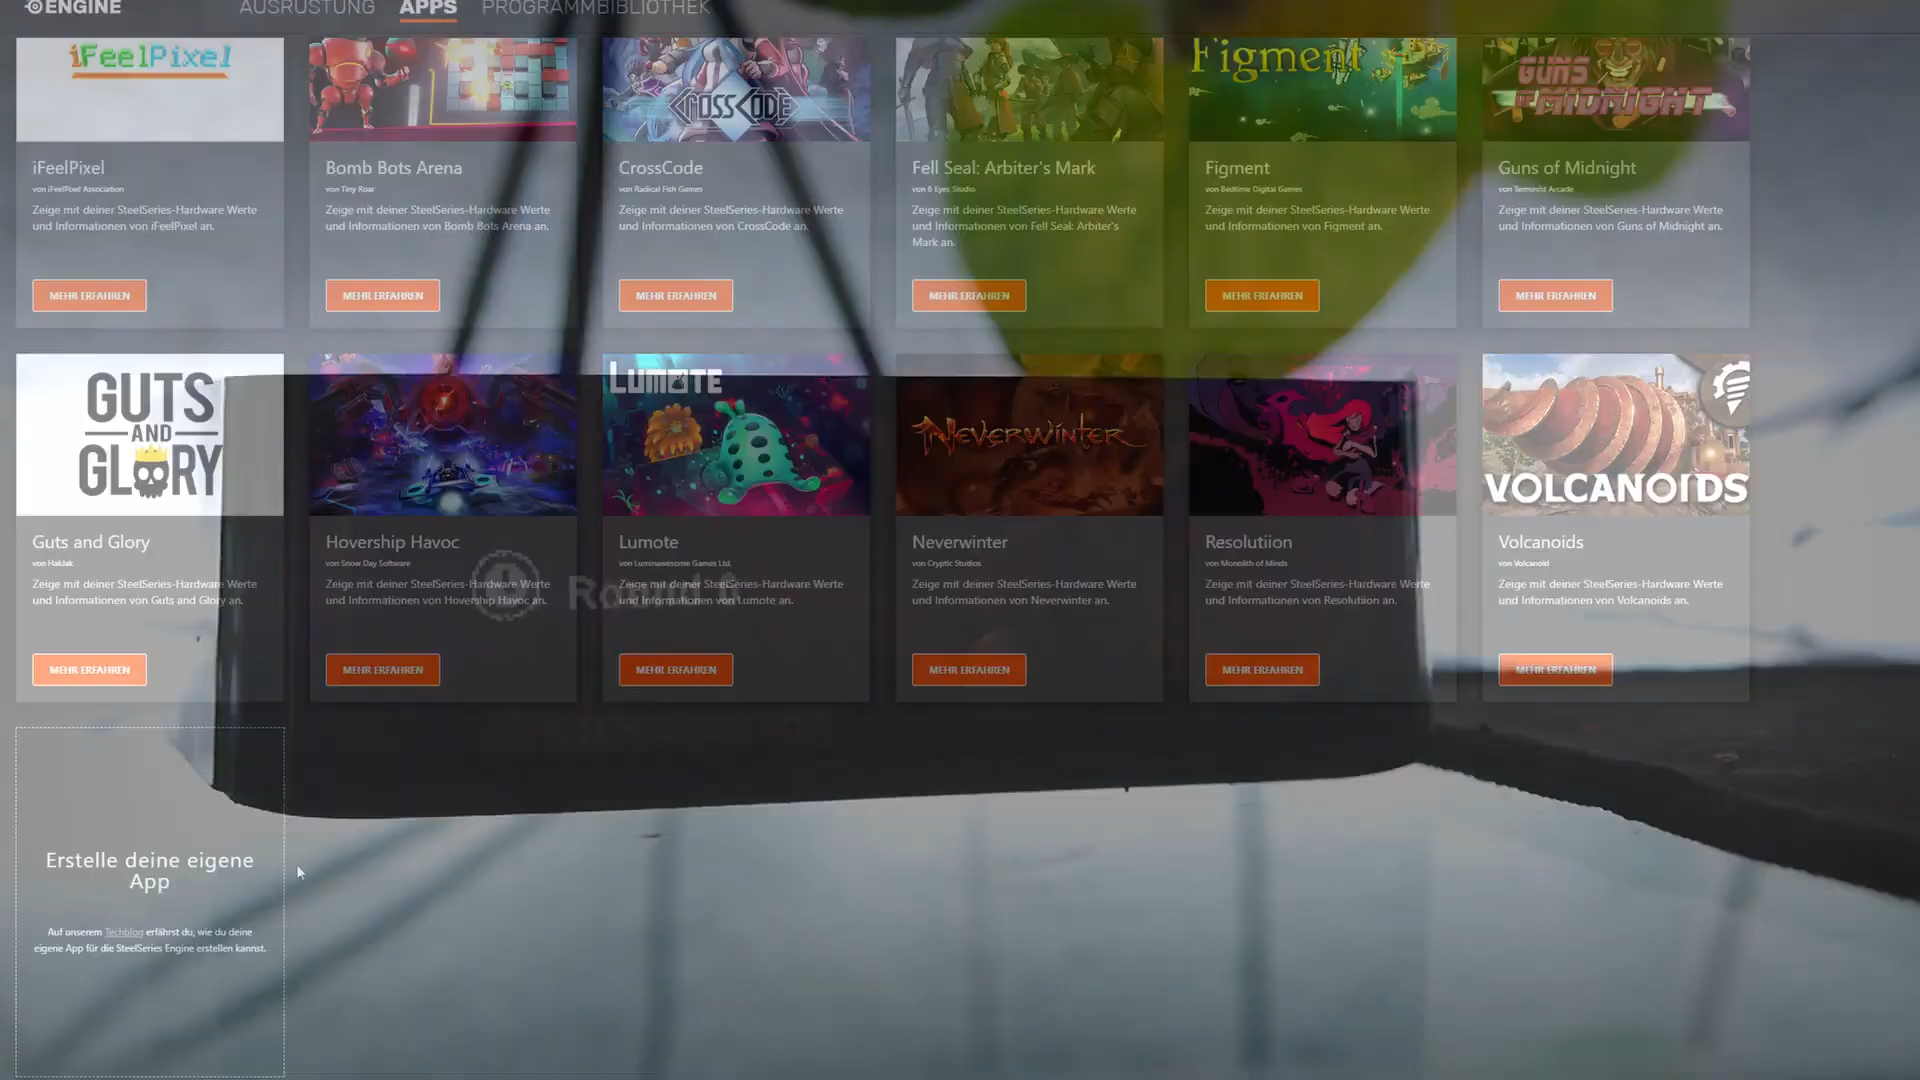 ENGINE
AUSRÜSTUNG APPS PROGRAMMBIBLIOTHEK
iFeelPixel
CROSSCODE
Figment
GUNS OF MIDNIGHT
iFeelPixel
von iFeelPixel Association
Zeige mit deiner SteelSeries-Hardware Werte
und Informationen von iFeelPixel an.
MEHR ERFAHREN
Bomb Bots Arena
von Tiny Roar
Zeige mit deiner SteelSeries-Hardware Werte
und Informationen von Bomb Bots Arena an.
MEHR ERFAHREN
CrossCode
von Radical Fish Games
Zeige mit deiner SteelSeries-Hardware Werte
und Informationen von CrossCode an.
MEHR ERFAHREN
Fell Seal: Arbiter's Mark
von 6 Eyes Studio
Zeige mit deiner SteelSeries-Hardware Werte
und Informationen von Fell Seal: Arbiter's
Mark an.
MEHR ERFAHREN
Figment
von Bedtime Digital Games
Zeige mit deiner SteelSeries-Hardware Werte
und Informationen von Figment an.
MEHR ERFAHREN
Guns of Midnight
von Terminist Arcade
Zeige mit deiner SteelSeries-Hardware Werte
und Informationen von Guns of Midnight an.
MEHR ERFAHREN
GUTS
AND
GLORY
LUMOTE
NEVERWINTER
VOLCANOIDS
Guts and Glory
von HakJak
Zeige mit deiner SteelSeries-Hardware Werte
und Informationen von Guts and Glory an.
MEHR ERFAHREN
Hovership Havoc
von Snow Day Software
Zeige mit deiner SteelSeries-Hardware Werte
und Informationen von Hovership Havoc an.
MEHR ERFAHREN
Lumote
von Luminawesome Games Ltd.
Zeige mit deiner SteelSeries-Hardware Werte
und Informationen von Lumote an.
MEHR ERFAHREN
Neverwinter
von Cryptic Studios
Zeige mit deiner SteelSeries-Hardware Werte
und Informationen von Neverwinter an.
MEHR ERFAHREN
Resolutiion
von Monolith of Minds
Zeige mit deiner SteelSeries-Hardware Werte
und Informationen von Resolutiion an.
MEHR ERFAHREN
Volcanoids
von Volcanoid
Zeige mit deiner SteelSeries-Hardware Werte
und Informationen von Volcanoids an.
MEHR ERFAHREN
Erstelle deine eigene
App
Auf unserem Techblog erfährst du, wie du deine
eigene App für die SteelSeries Engine erstellen kannst.